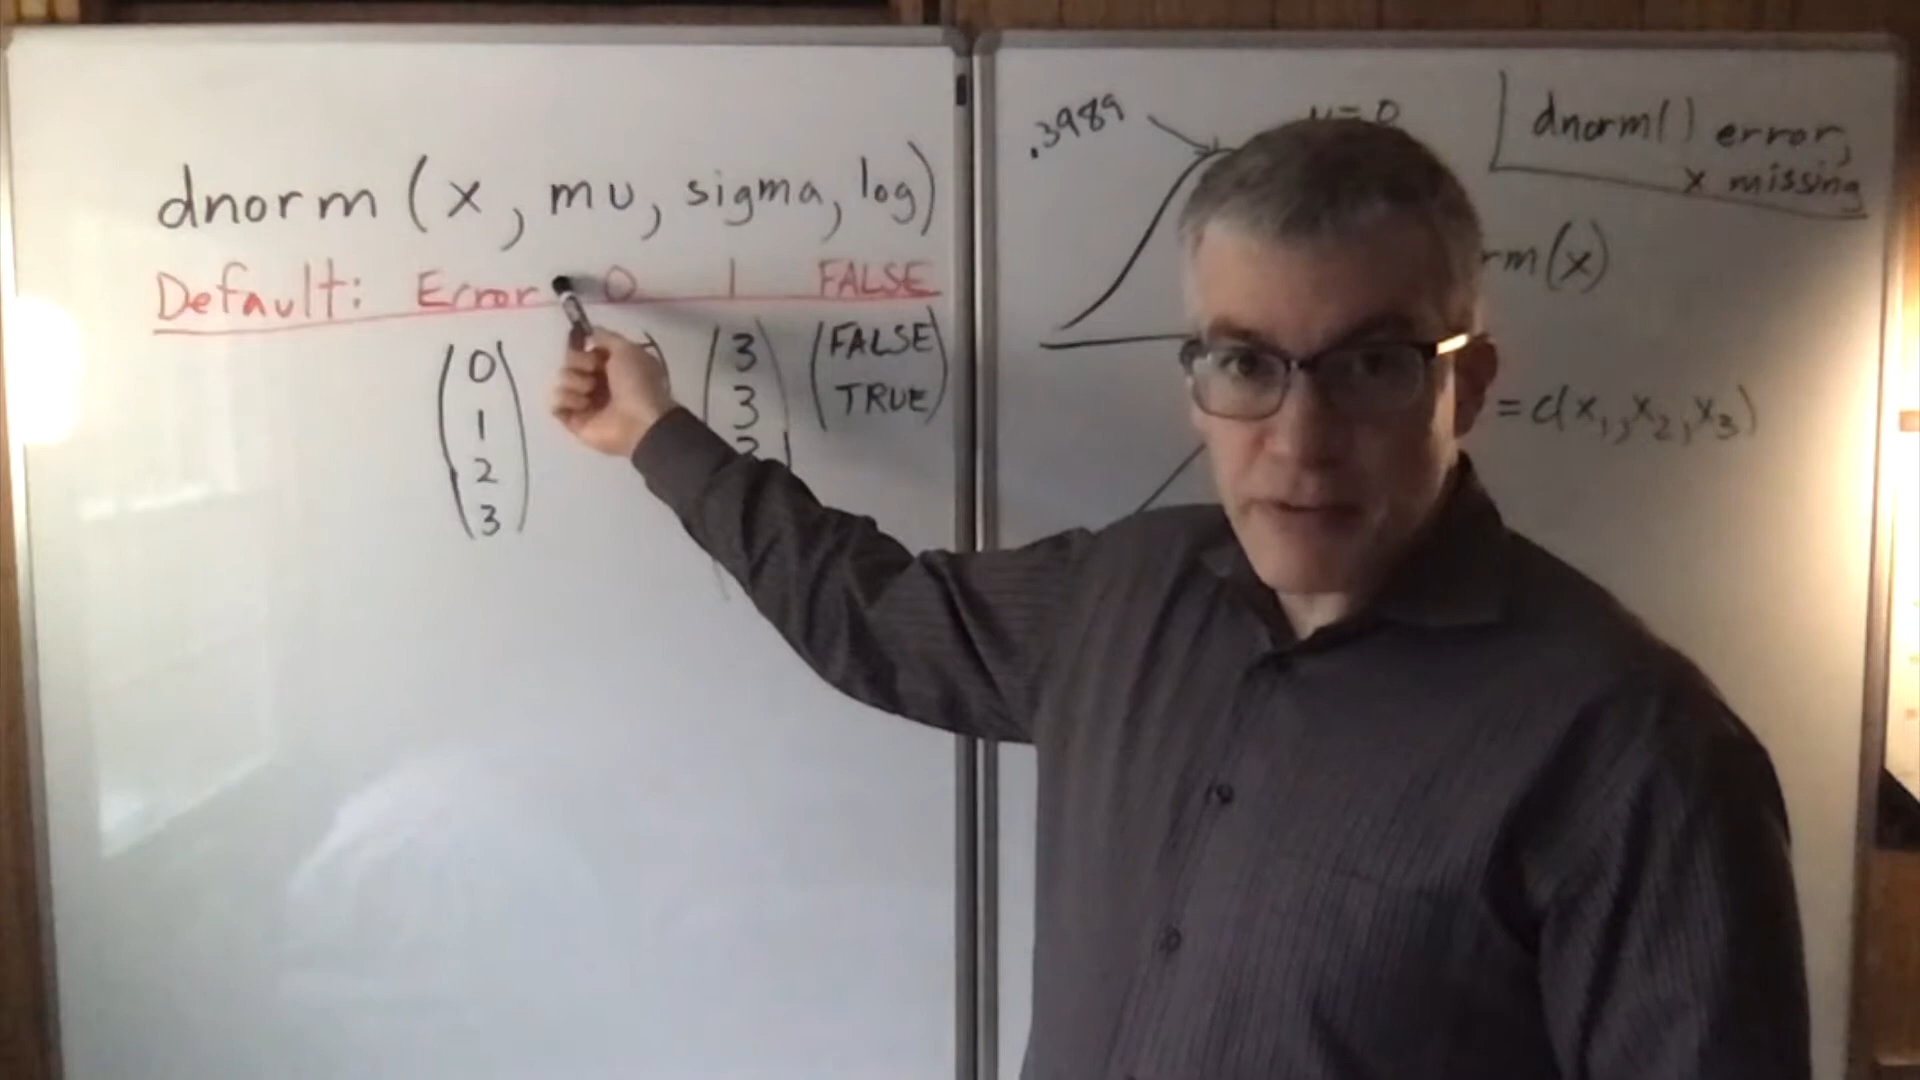 dnorm (x, mu, sigma, log)
Default: Error 0 1 FALSE
0
1
2
3
3
3
FALSE
TRUE
.3989
= 0
dnorm() error,
x missing
rm(x)
= c(x1, x2, x3)